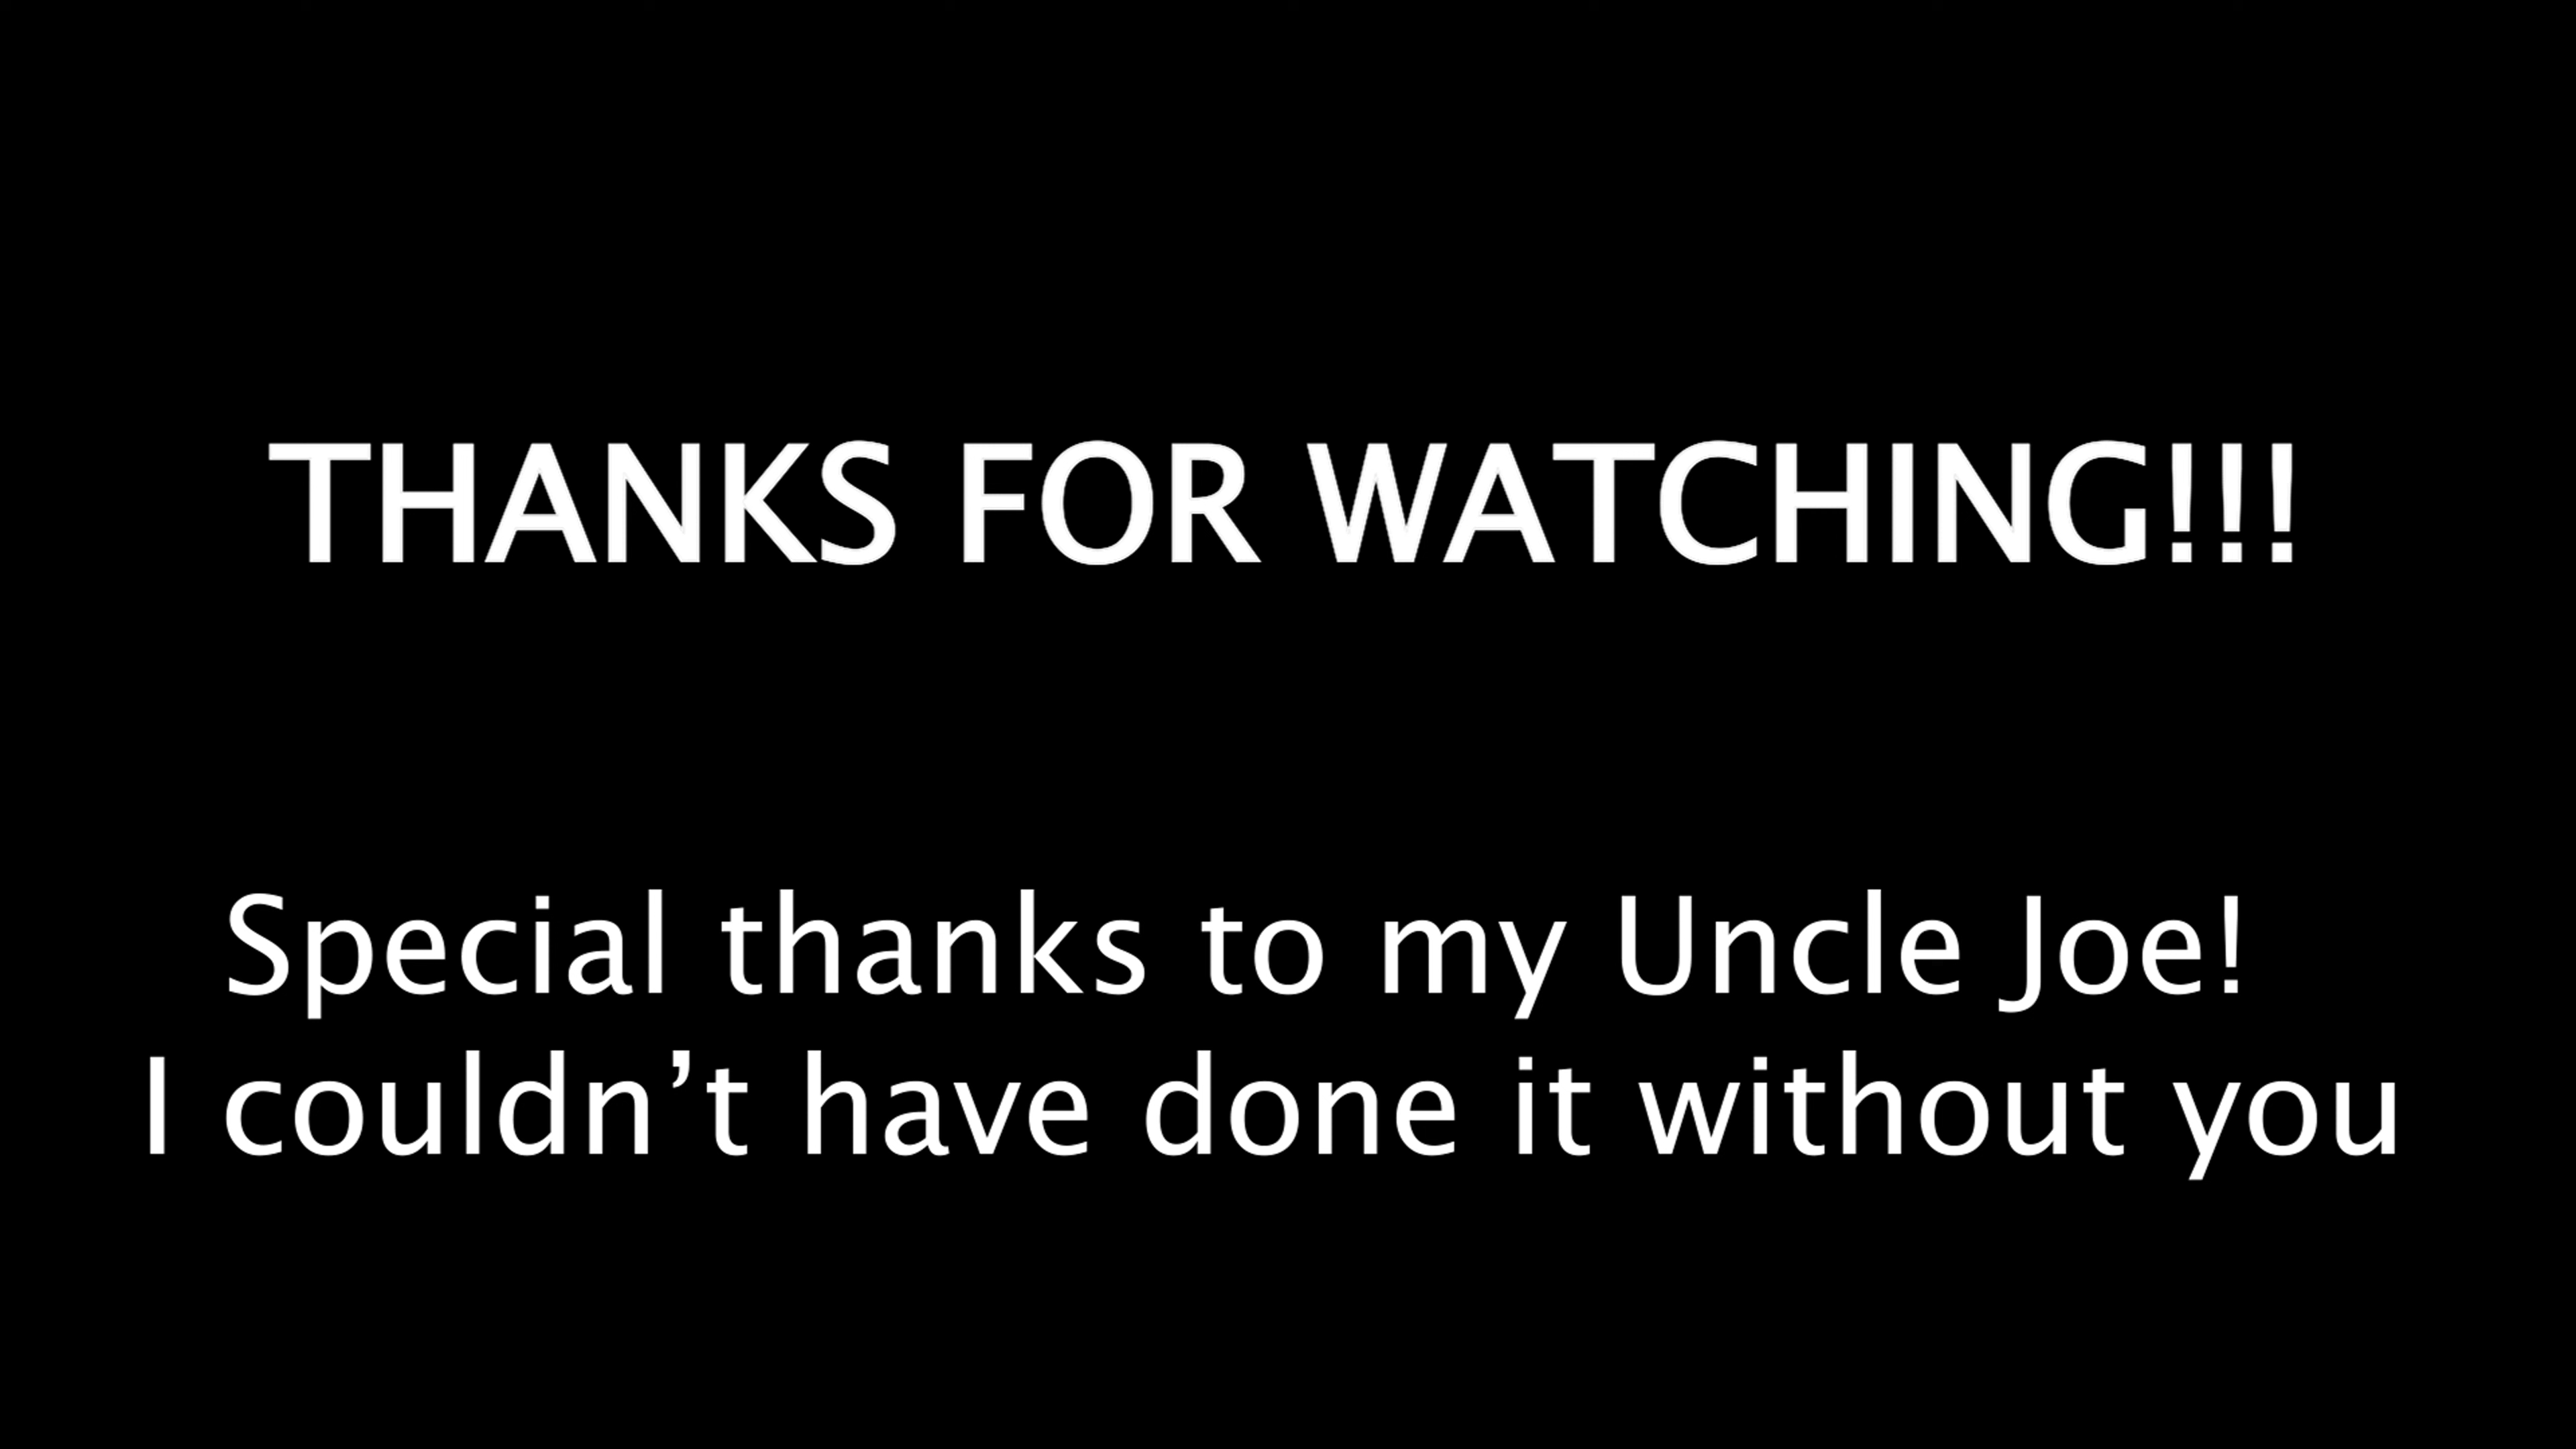 THANKS FOR WATCHING!!!
Special thanks to my Uncle Joe!
I couldn’t have done it without you